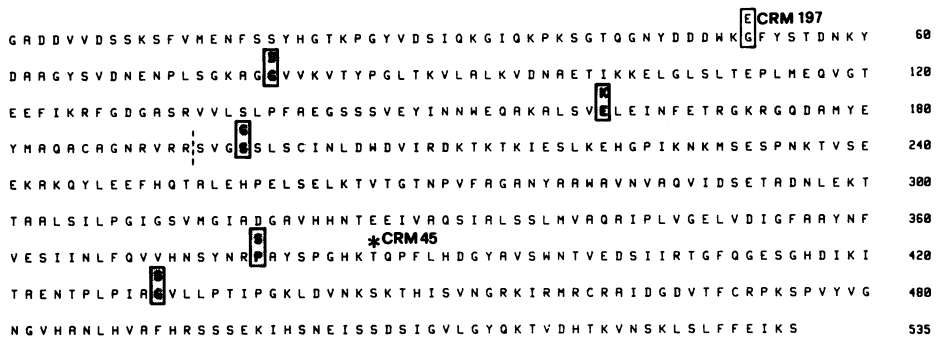 E CRM 197
G A D D V V D S S K S F V M E N F S S Y H G T K P G Y V D S I Q K G I Q K P K S G T Q G N Y D D D W K G F Y S T D N K Y 60
S
D A A G Y S V D N E N P L S G K A G G V V K V T Y P G L T K V L A L K V D N A E T I K K E L G L S L T E P L M E Q V G T 120
K
E E F I K R F G D G A S R V V L S L P F A E G S S S V E Y I N N W E Q A K A L S V E L E I N F E T R G K R G Q D A M Y E 180
G
Y M A Q A C A G N R V R R S V G S S L S C I N L D W D V I R D K T K T K I E S L K E H G P I K N K M S E S P N K T V S E 240
E K A K Q Y L E E F H Q T A L E H P E L S E L K T V T G T N P V F A G A N Y A A W A V N V A Q V I D S E T A D N L E K T 300
T A A L S I L P G I G S V M G I A D G A V H H N T E E I V A Q S I A L S S L M V A Q A I P L V G E L V D I G F A A Y N F 360
S * CRM 45
V E S I I N L F Q V V H N S Y N R P A Y S P G H K T Q P F L H D G Y A V S W N T V E D S I I R T G F Q G E S G H D I K I 420
S
T A E N T P L P I A G V L L P T I P G K L D V N K S K T H I S V N G R K I R M R C R A I D G D V T F C R P K S P V Y V G 480
N G V H A N L H V A F H R S S S E K I H S N E I S S D S I G V L G Y Q K T V D H T K V N S K L S L F F E I K S 535